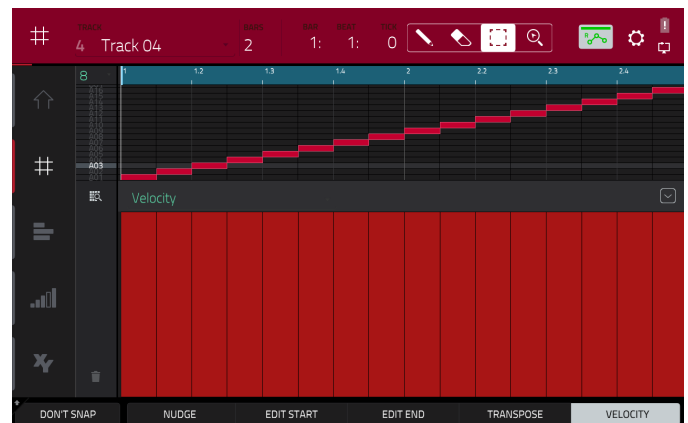 TRACK BARS BAR BEAT TICK
4 Track 04 2 1: 1: 0
8 1 1.2 1.3 1.4 2 2.2 2.3 2.4
A03
Velocity
XY
DON'T SNAP NUDGE EDIT START EDIT END TRANSPOSE VELOCITY